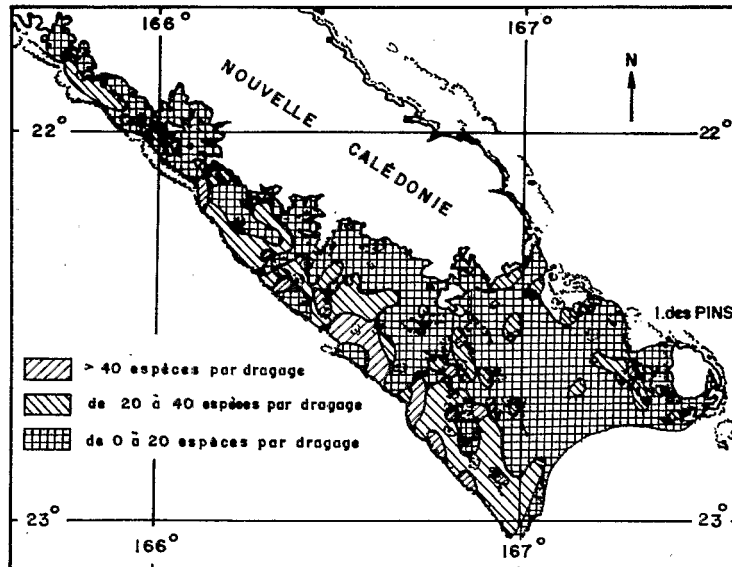 166°
167°
N
NOUVELLE
CALÉDONIE
22°
22°
I.des PINS
> 40 espèces par dragage
de 20 à 40 espèces par dragage
de 0 à 20 espèces par dragage
23°
23°
166°
167°